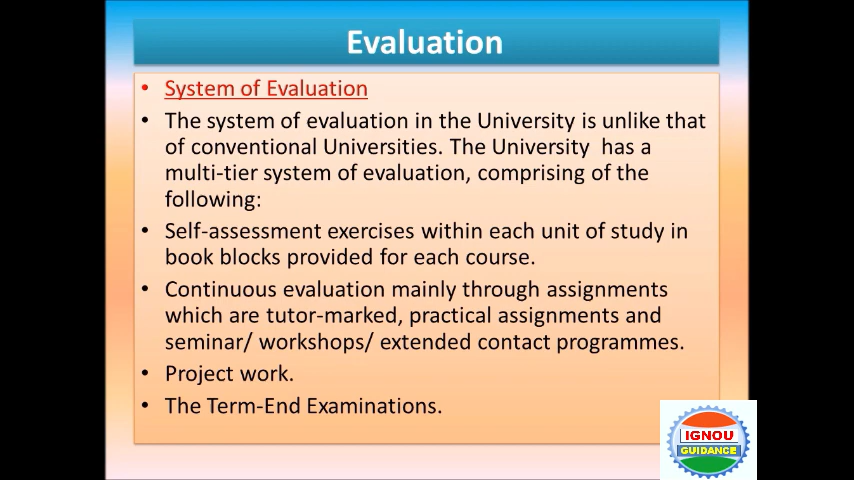 Evaluation
• System of Evaluation
• The system of evaluation in the University is unlike that
of conventional Universities. The University  has a
multi-tier system of evaluation, comprising of the
following:
• Self-assessment exercises within each unit of study in
book blocks provided for each course.
• Continuous evaluation mainly through assignments
which are tutor-marked, practical assignments and
seminar/ workshops/ extended contact programmes.
• Project work.
• The Term-End Examinations.
IGNOU
GUIDANCE